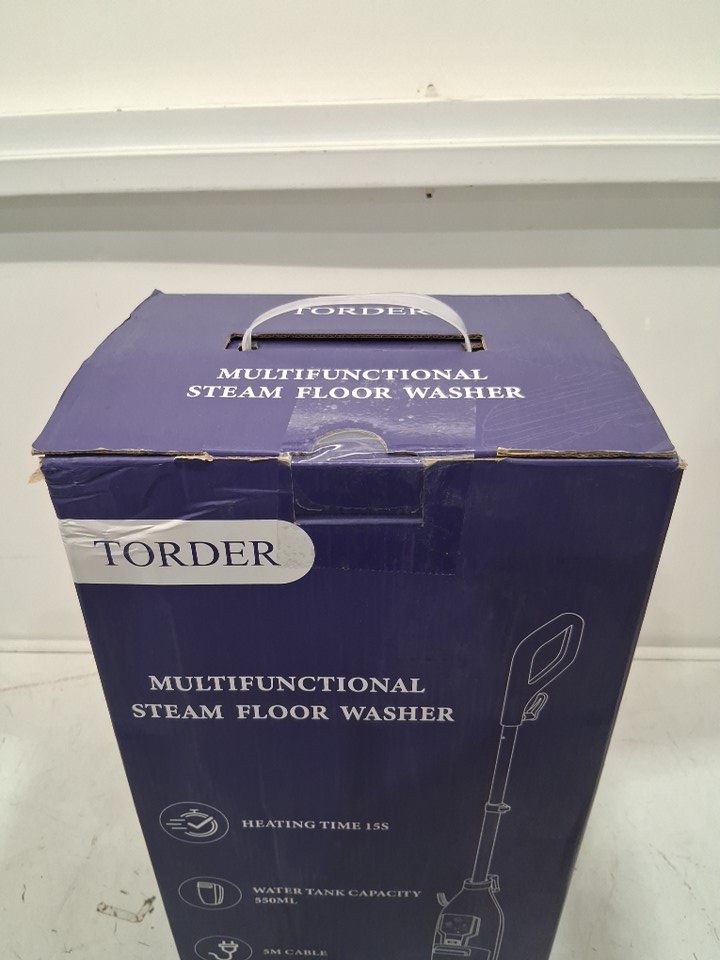 TORDER
MULTIFUNCTIONAL
STEAM FLOOR WASHER
TORDER
MULTIFUNCTIONAL
STEAM FLOOR WASHER
HEATING TIME 15S
WATER TANK CAPACITY
550ML
5M CABLE